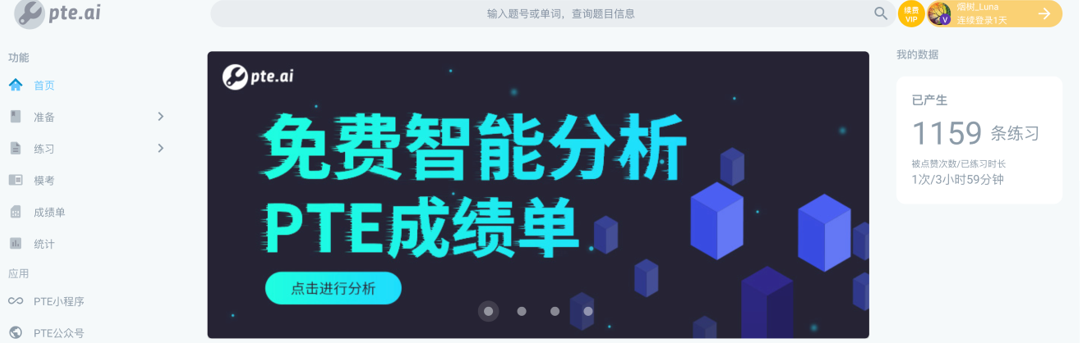 pte.ai
输入题号或单词，查询题目信息
续费
VIP
烟树_Luna
连续登录1天
功能
首页
准备
练习
模考
成绩单
统计
应用
PTE小程序
PTE公众号
pte.ai
免费智能分析
PTE成绩单
点击进行分析
我的数据
已产生
1159 条练习
被点赞次数/已练习时长
1次/3小时59分钟